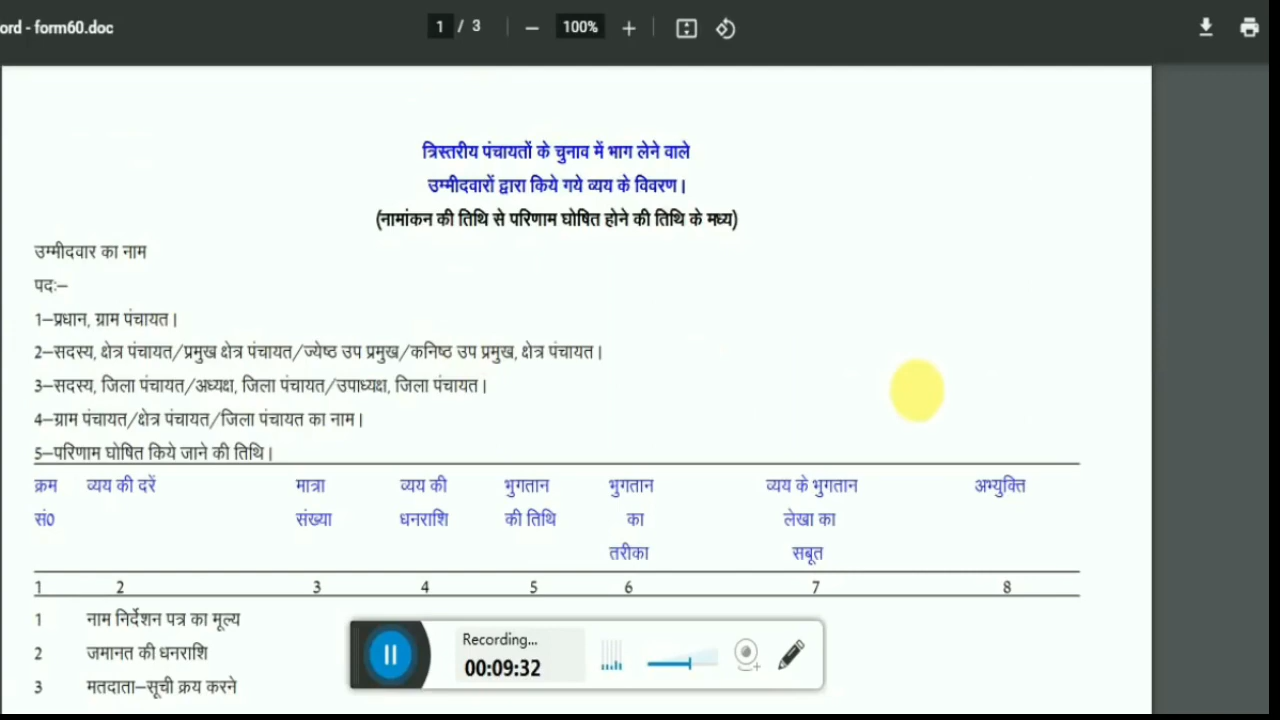 ord - form60.doc
1 / 3
100%
त्रिस्तरीय पंचायतों के चुनाव में भाग लेने वाले
उम्मीदवारों द्वारा किये गये व्यय के विवरण।
(नामांकन की तिथि से परिणाम घोषित होने की तिथि के मध्य)
उम्मीदवार का नाम
पदः–
1–प्रधान, ग्राम पंचायत।
2–सदस्य, क्षेत्र पंचायत/प्रमुख क्षेत्र पंचायत/ज्येष्ठ उप प्रमुख/कनिष्ठ उप प्रमुख, क्षेत्र पंचायत।
3–सदस्य, जिला पंचायत/अध्यक्ष, जिला पंचायत/उपाध्यक्ष, जिला पंचायत।
4–ग्राम पंचायत/क्षेत्र पंचायत/जिला पंचायत का नाम।
5–परिणाम घोषित किये जाने की तिथि।
क्रम व्यय की दरें मात्रा व्यय की भुगतान भुगतान व्यय के भुगतान अभ्युक्ति
सं0 संख्या धनराशि की तिथि का लेखा का
तरीका सबूत
1 2 3 4 5 6 7 8
1 नाम निर्देशन पत्र का मूल्य
2 जमानत की धनराशि
3 मतदाता–सूची क्रय करने
Recording...
00:09:32